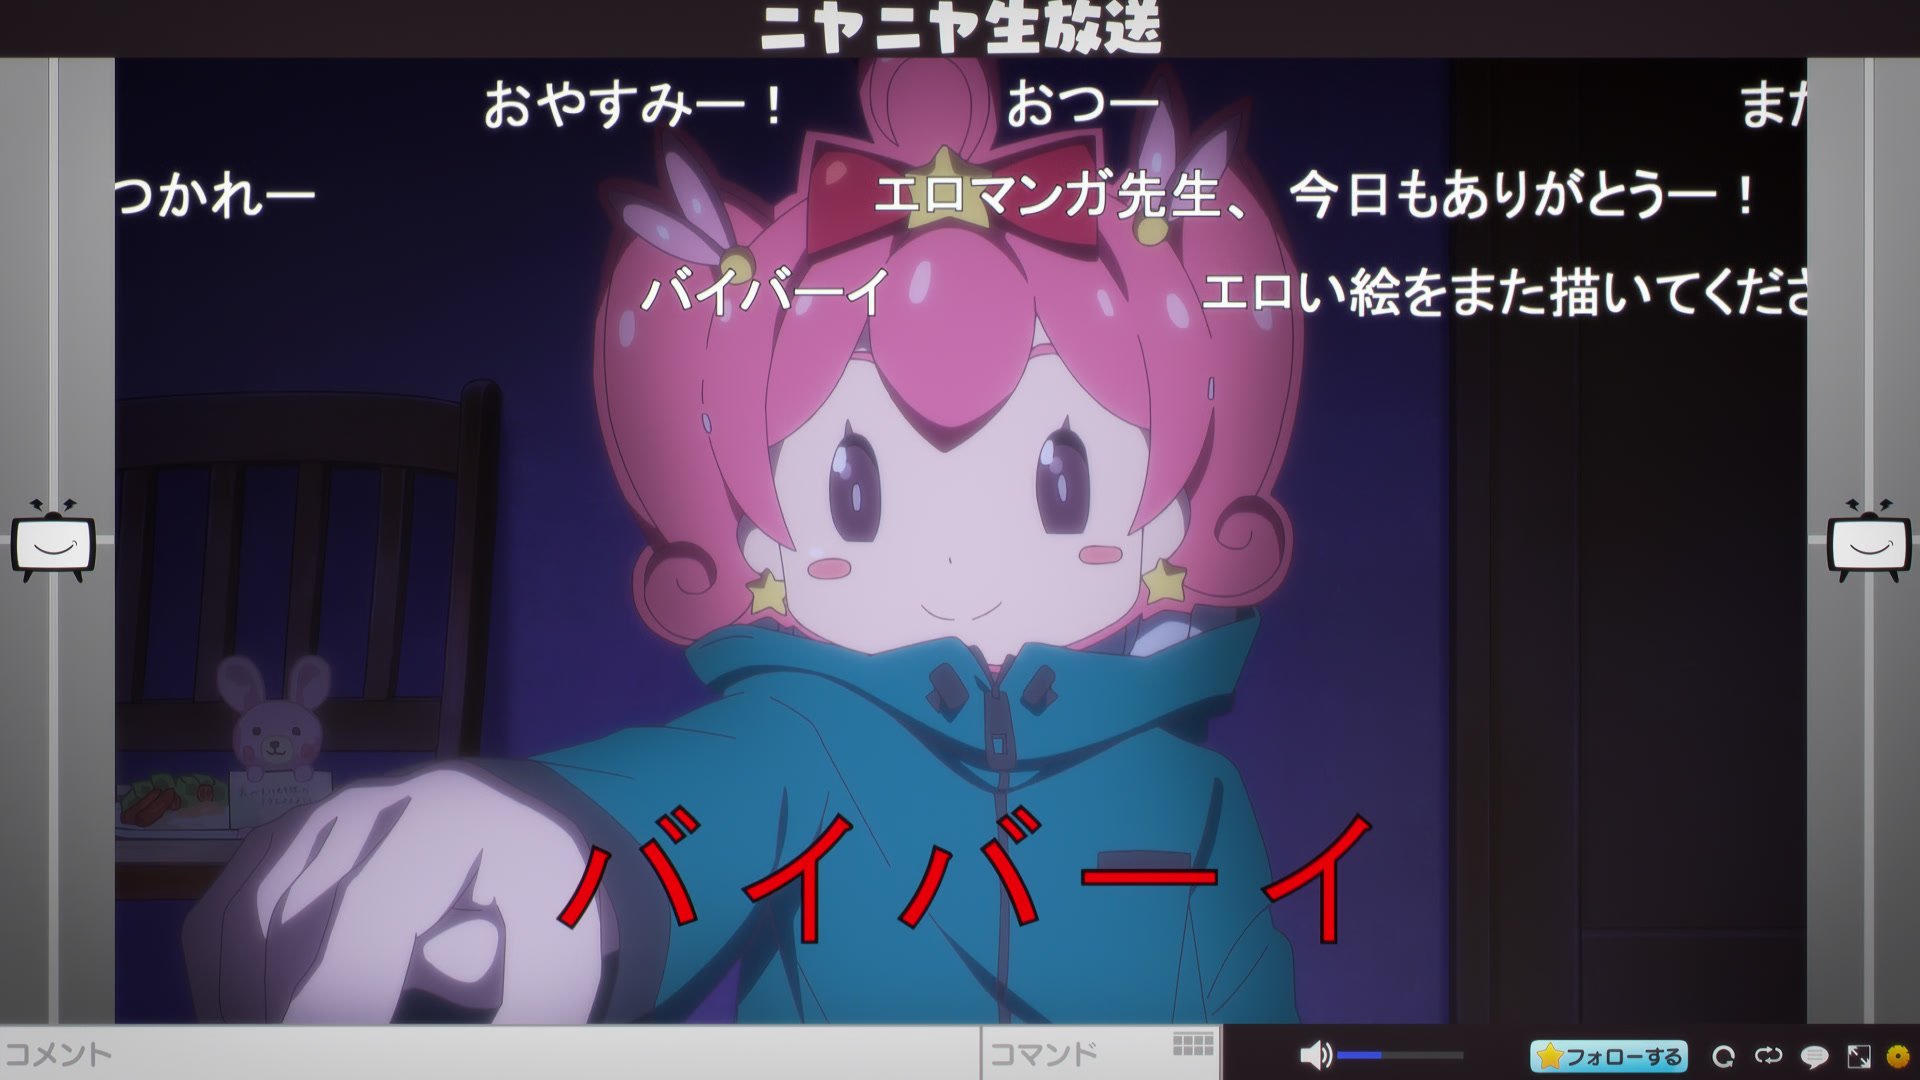 ニヤニヤ生放送
おやすみー！
おつー
また
つかれー
エロマンガ先生、今日もありがとうー！
バイバーイ
エロい絵をまた描いてくださ
バイバーイ
コメント
コマンド
フォローする